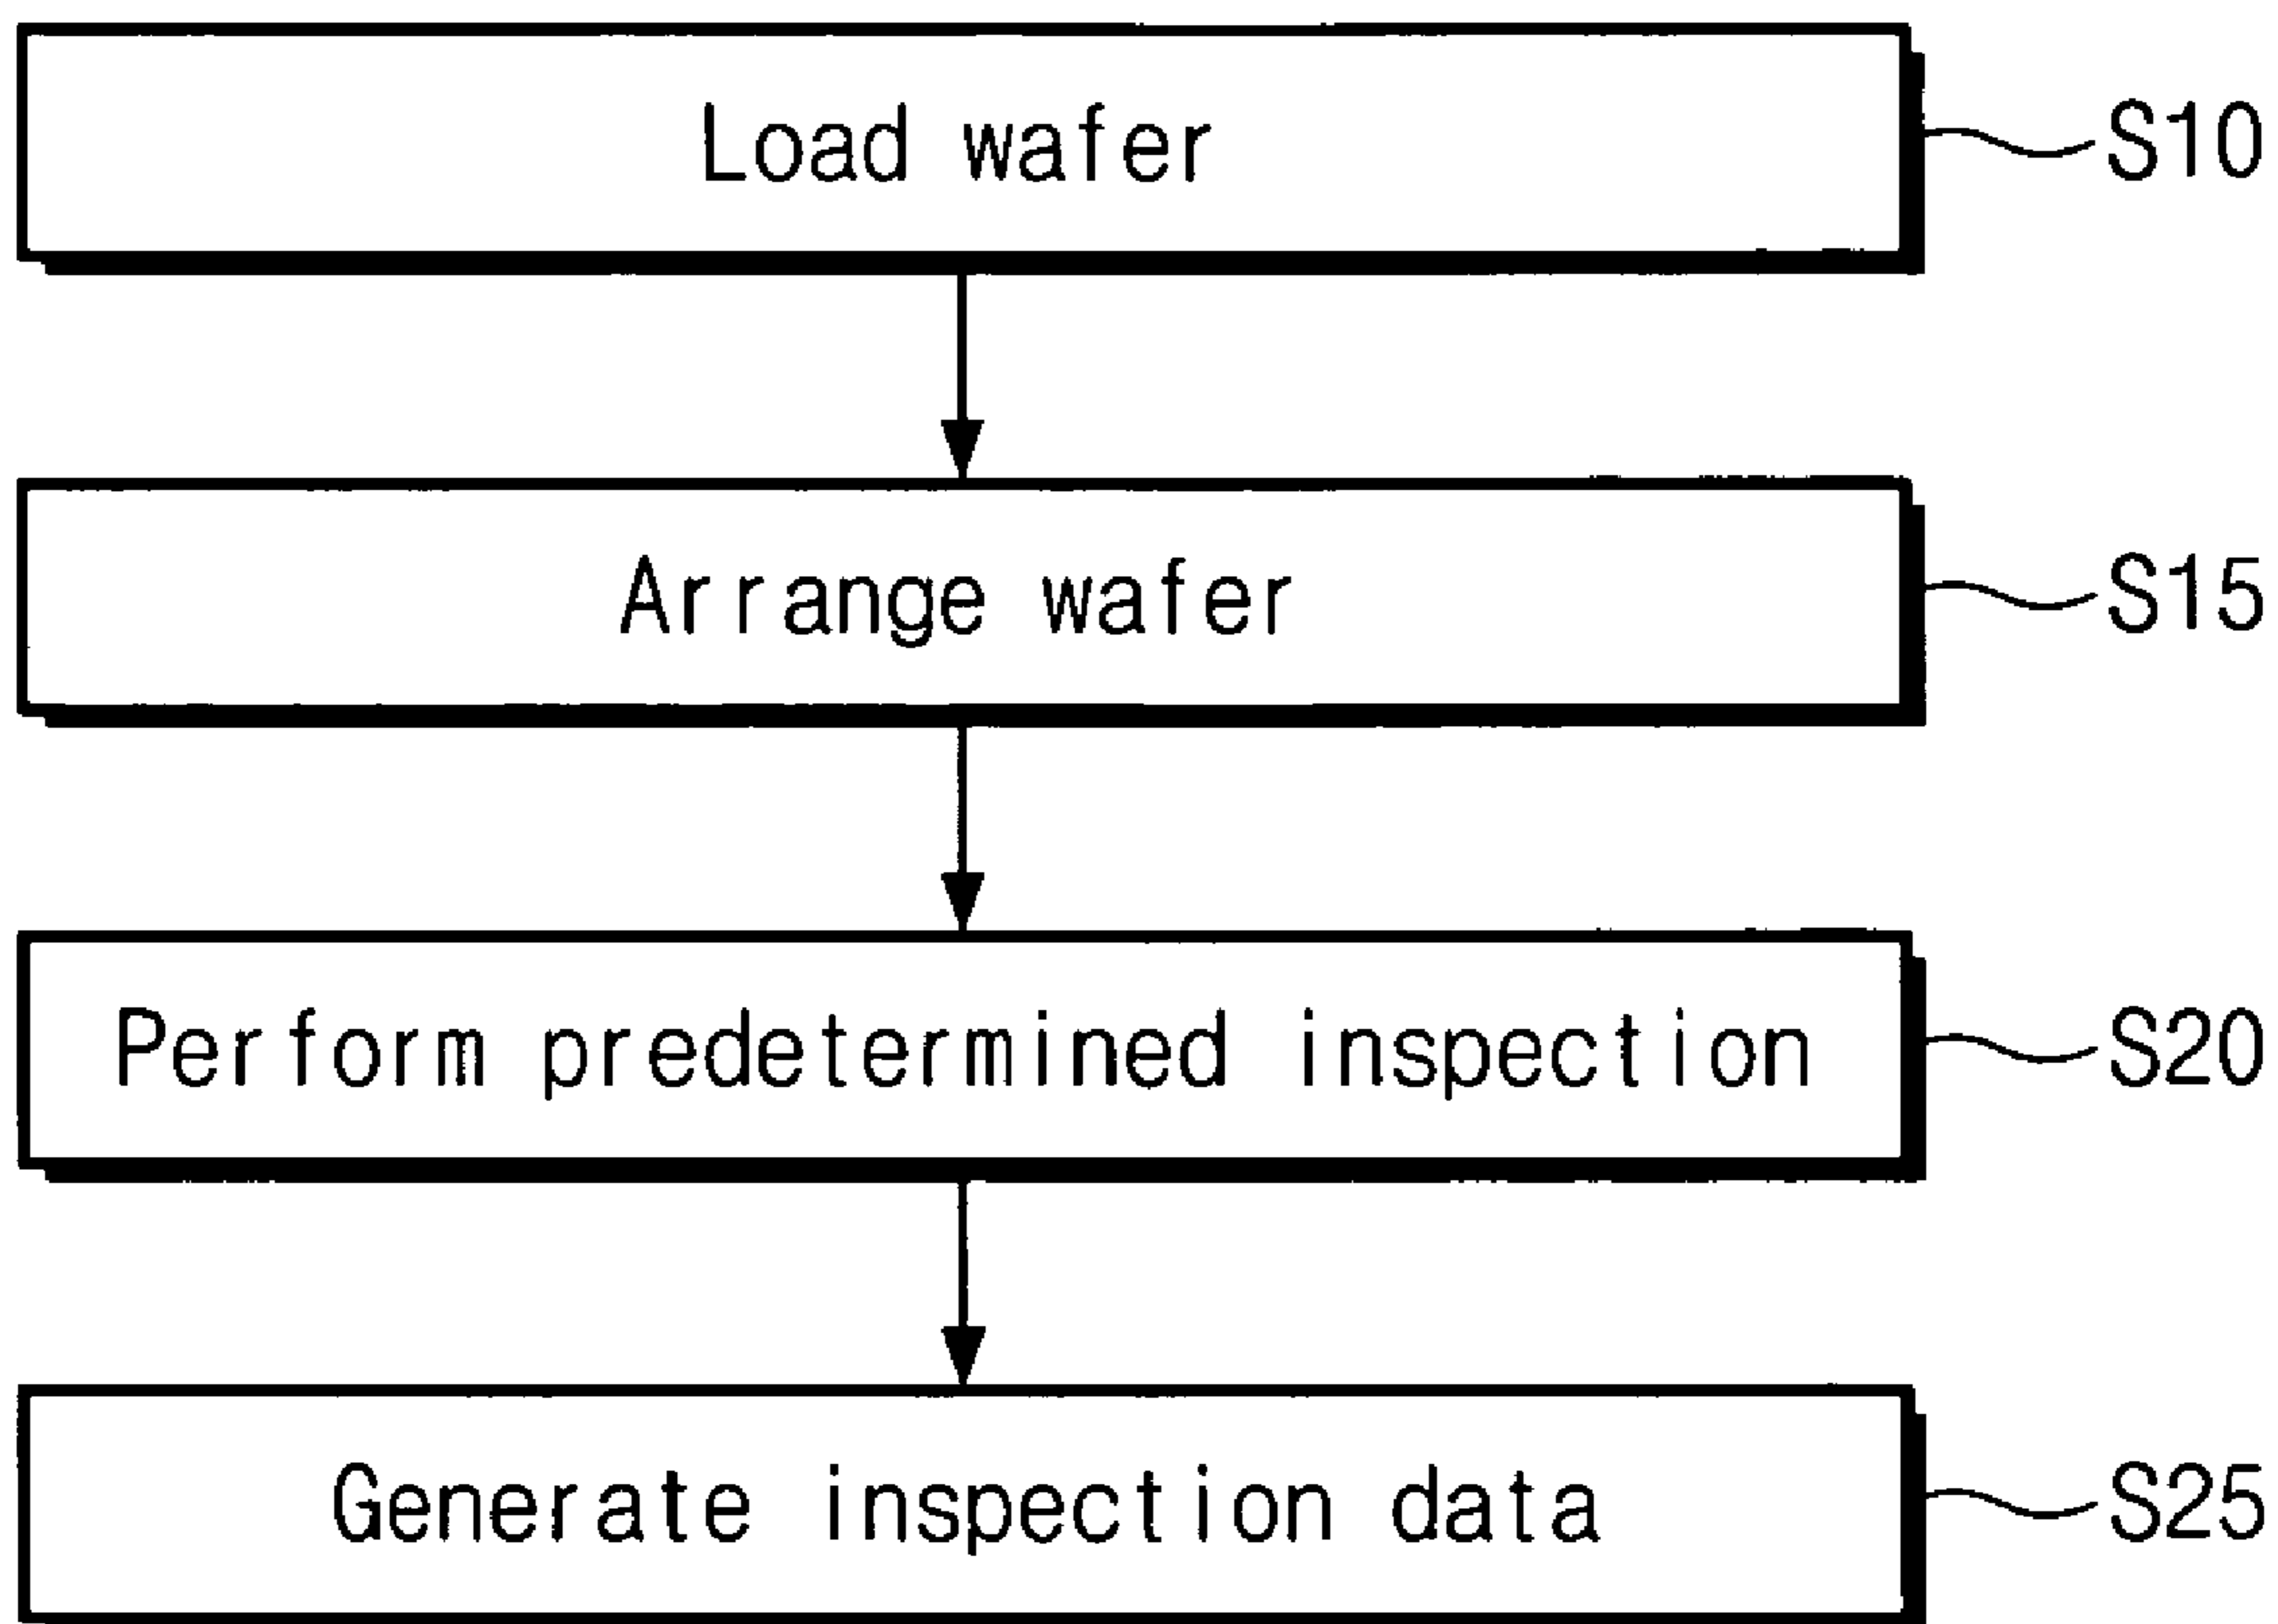 Load wafer
S10
Arrange wafer
S15
Perform predetermined inspection
S20
Generate inspection data
S25